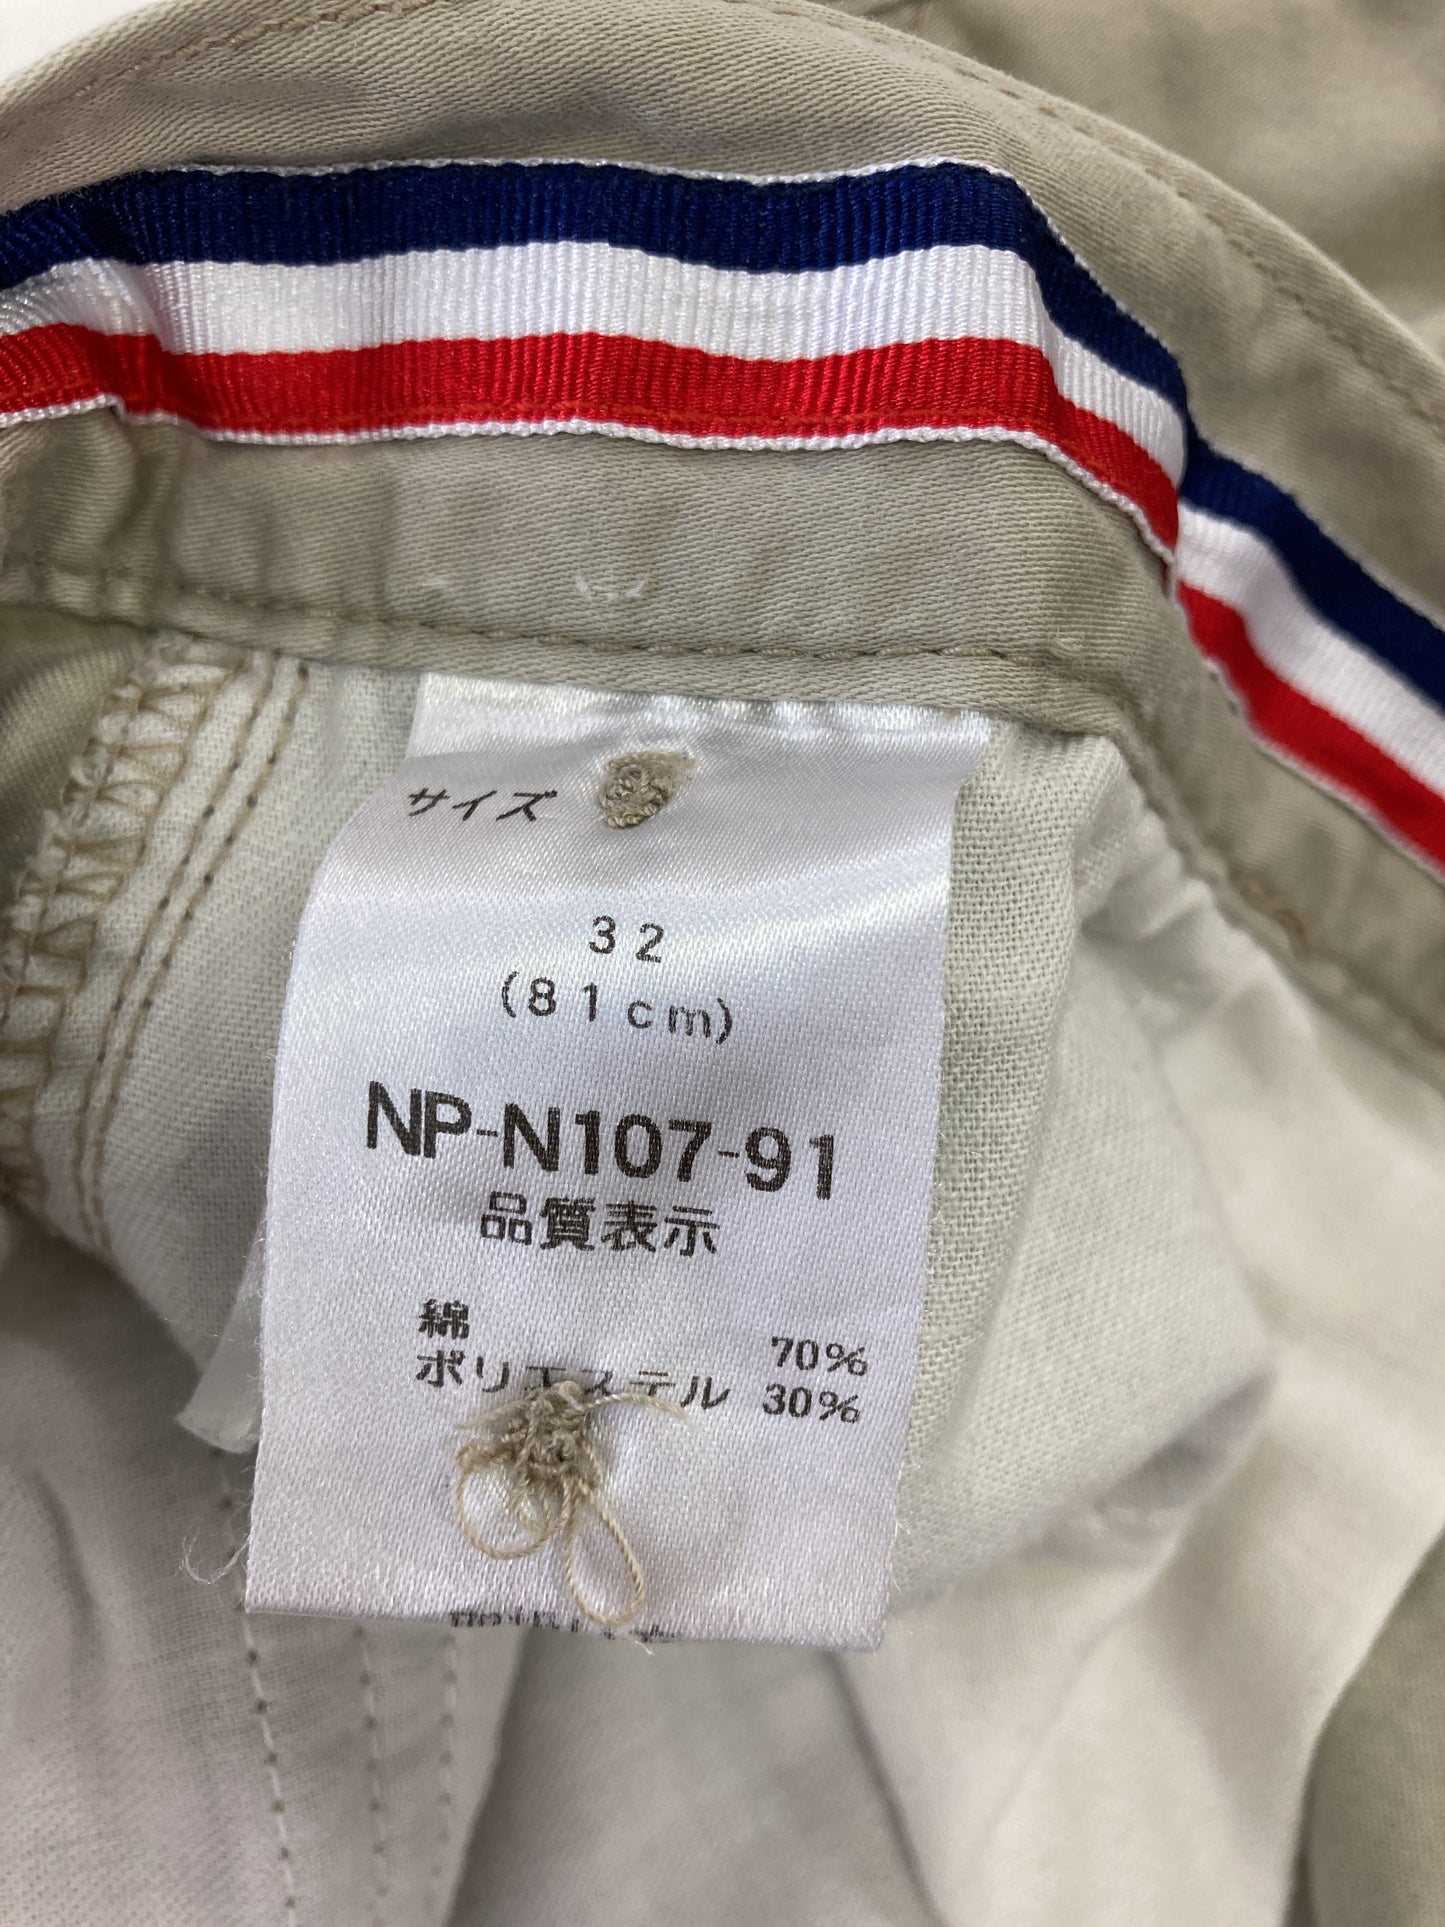 サイズ
32
(81cm)
NP-N107-91
品質表示
綿 70%
ポリエステル 30%